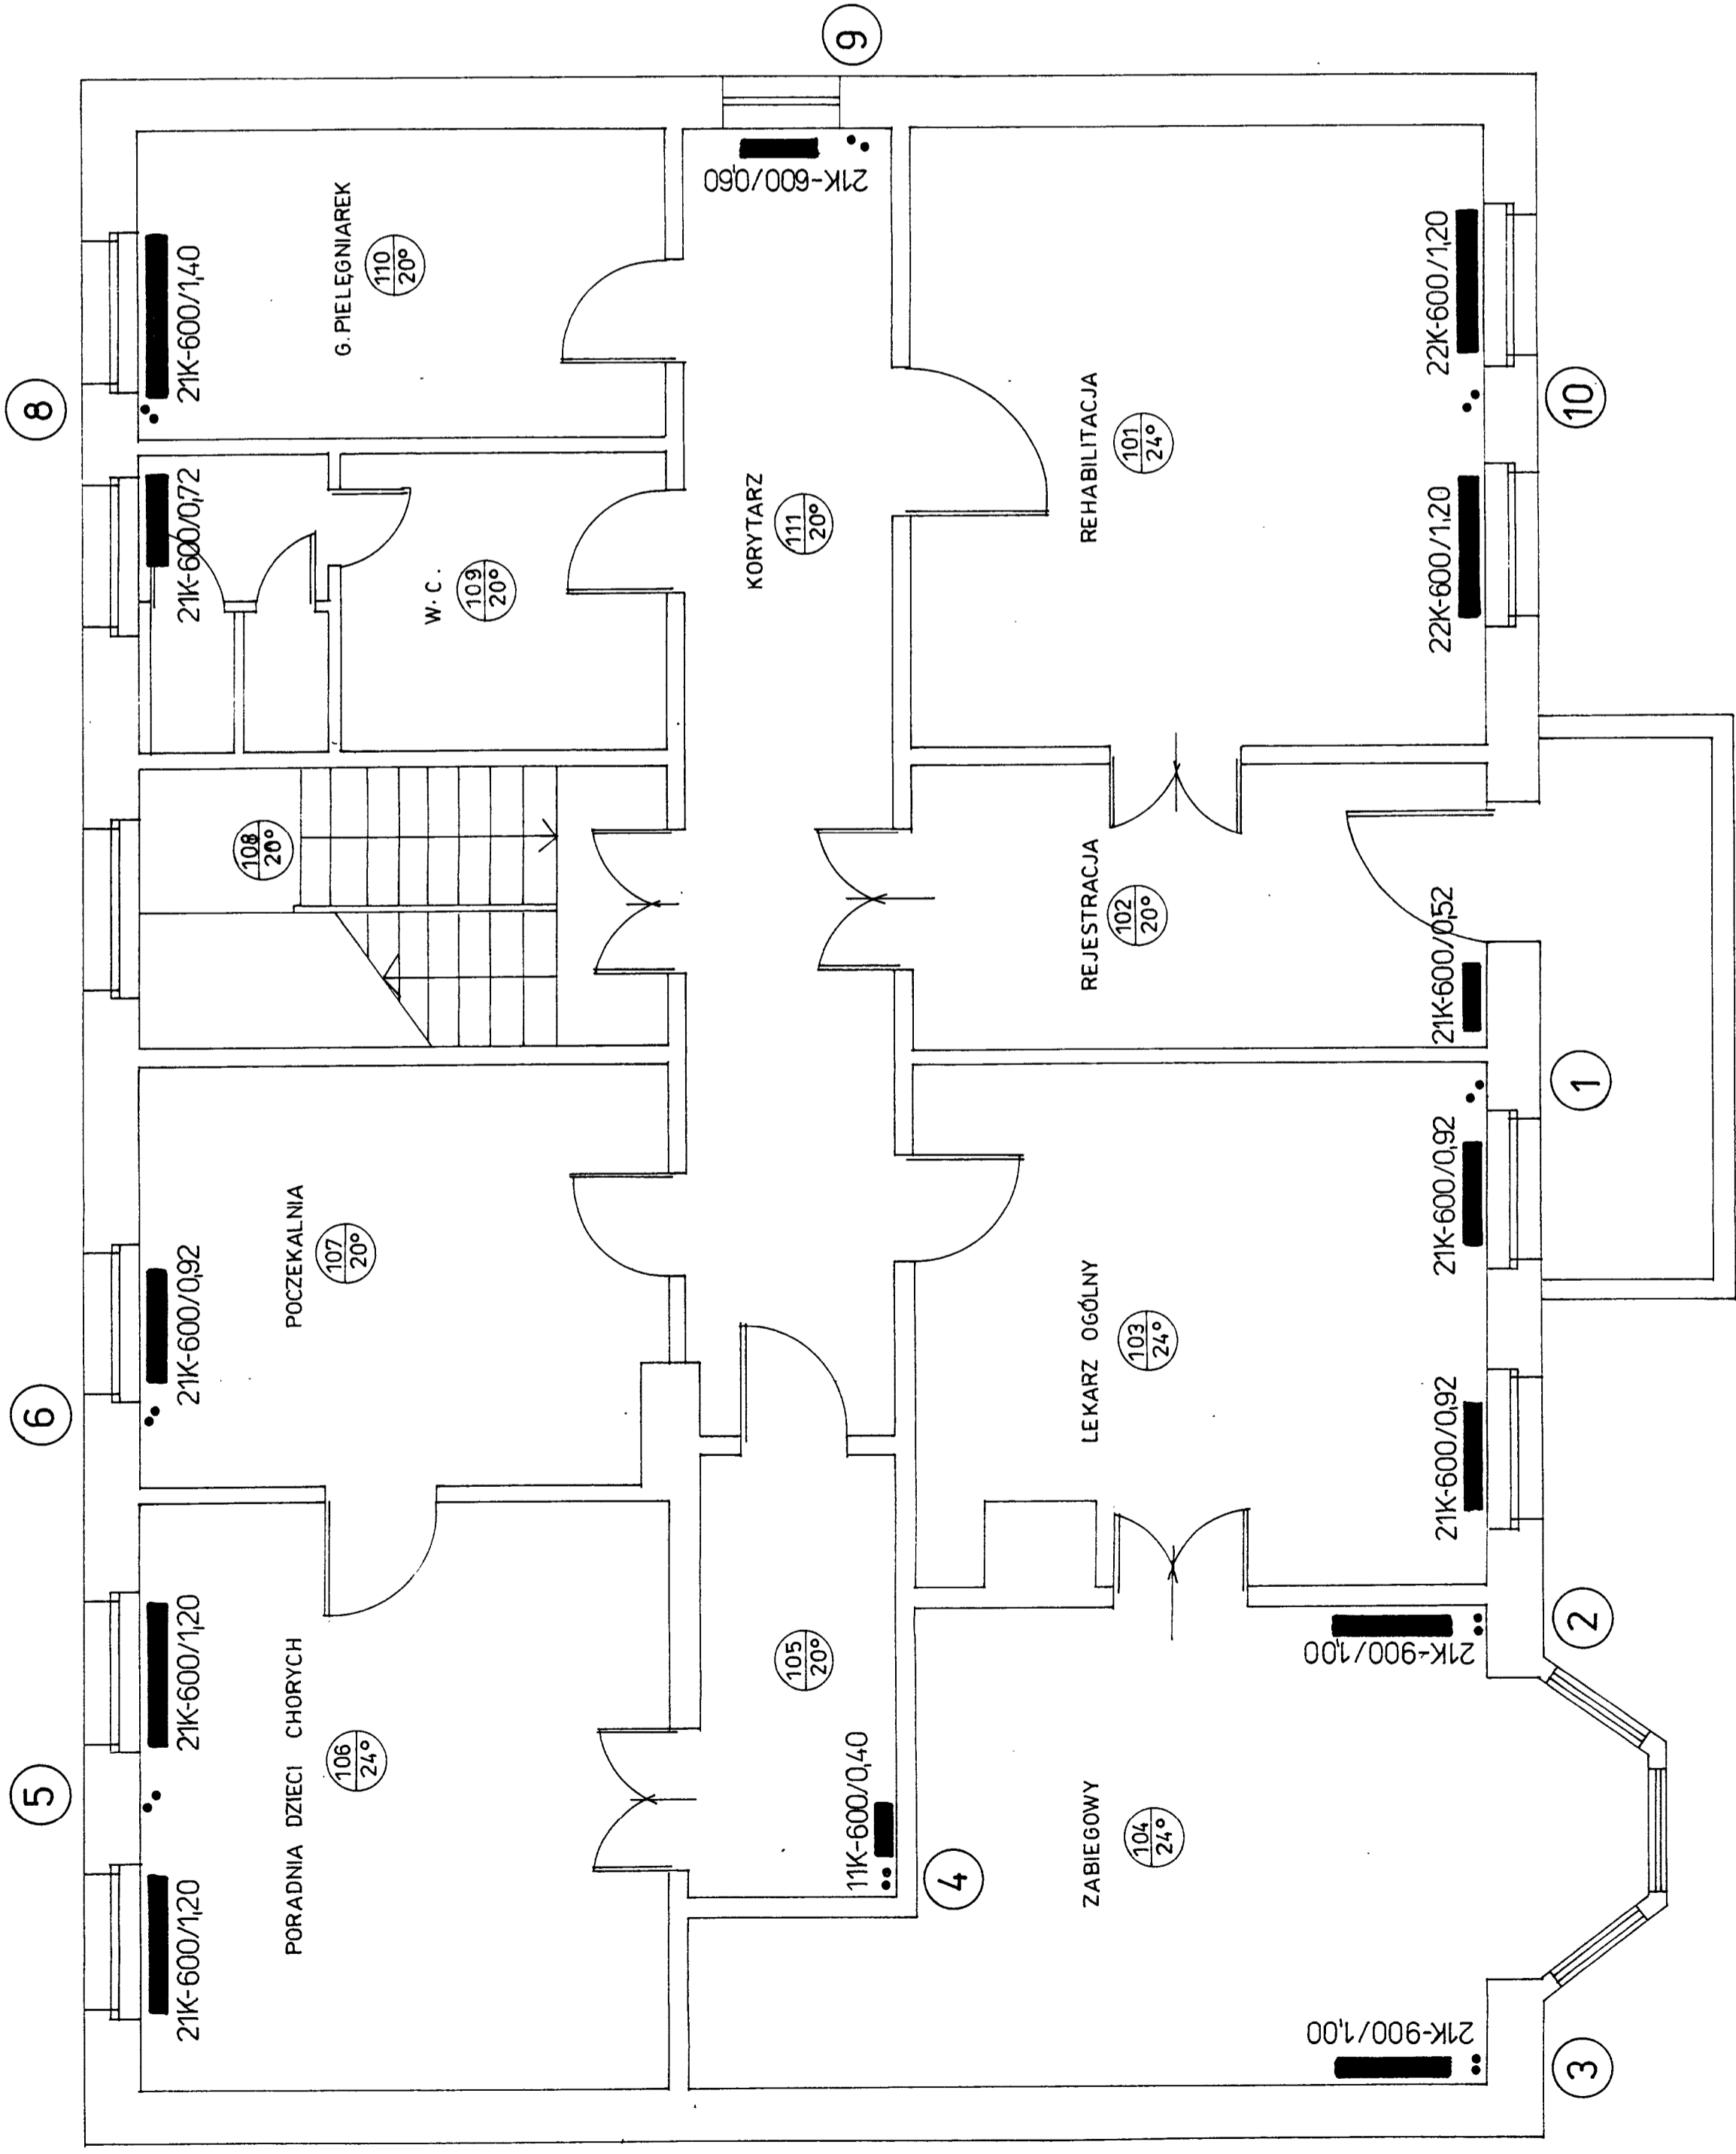 5
6
8
21K-600/1,20
21K-600/1,20
21K-600/0,92
21K-600/0,72
21K-600/1,40
PORADNIA DZIECI CHORYCH
106
24°
POCZEKALNIA
107
20°
108
20°
W.C.
109
20°
G.PIELĘGNIAREK
110
20°
21K-600/0,60
9
105
20°
11K-600/0,40
KORYTARZ
111
20°
4
ZABIEGOWY
104
24°
LEKARZ OGÓLNY
103
24°
REJESTRACJA
102
20°
REHABILITACJA
101
24°
21K-900/1,00
21K-900/1,00
21K-600/0,92
21K-600/0,92
21K-600/0,52
22K-600/1,20
22K-600/1,20
3
2
1
10